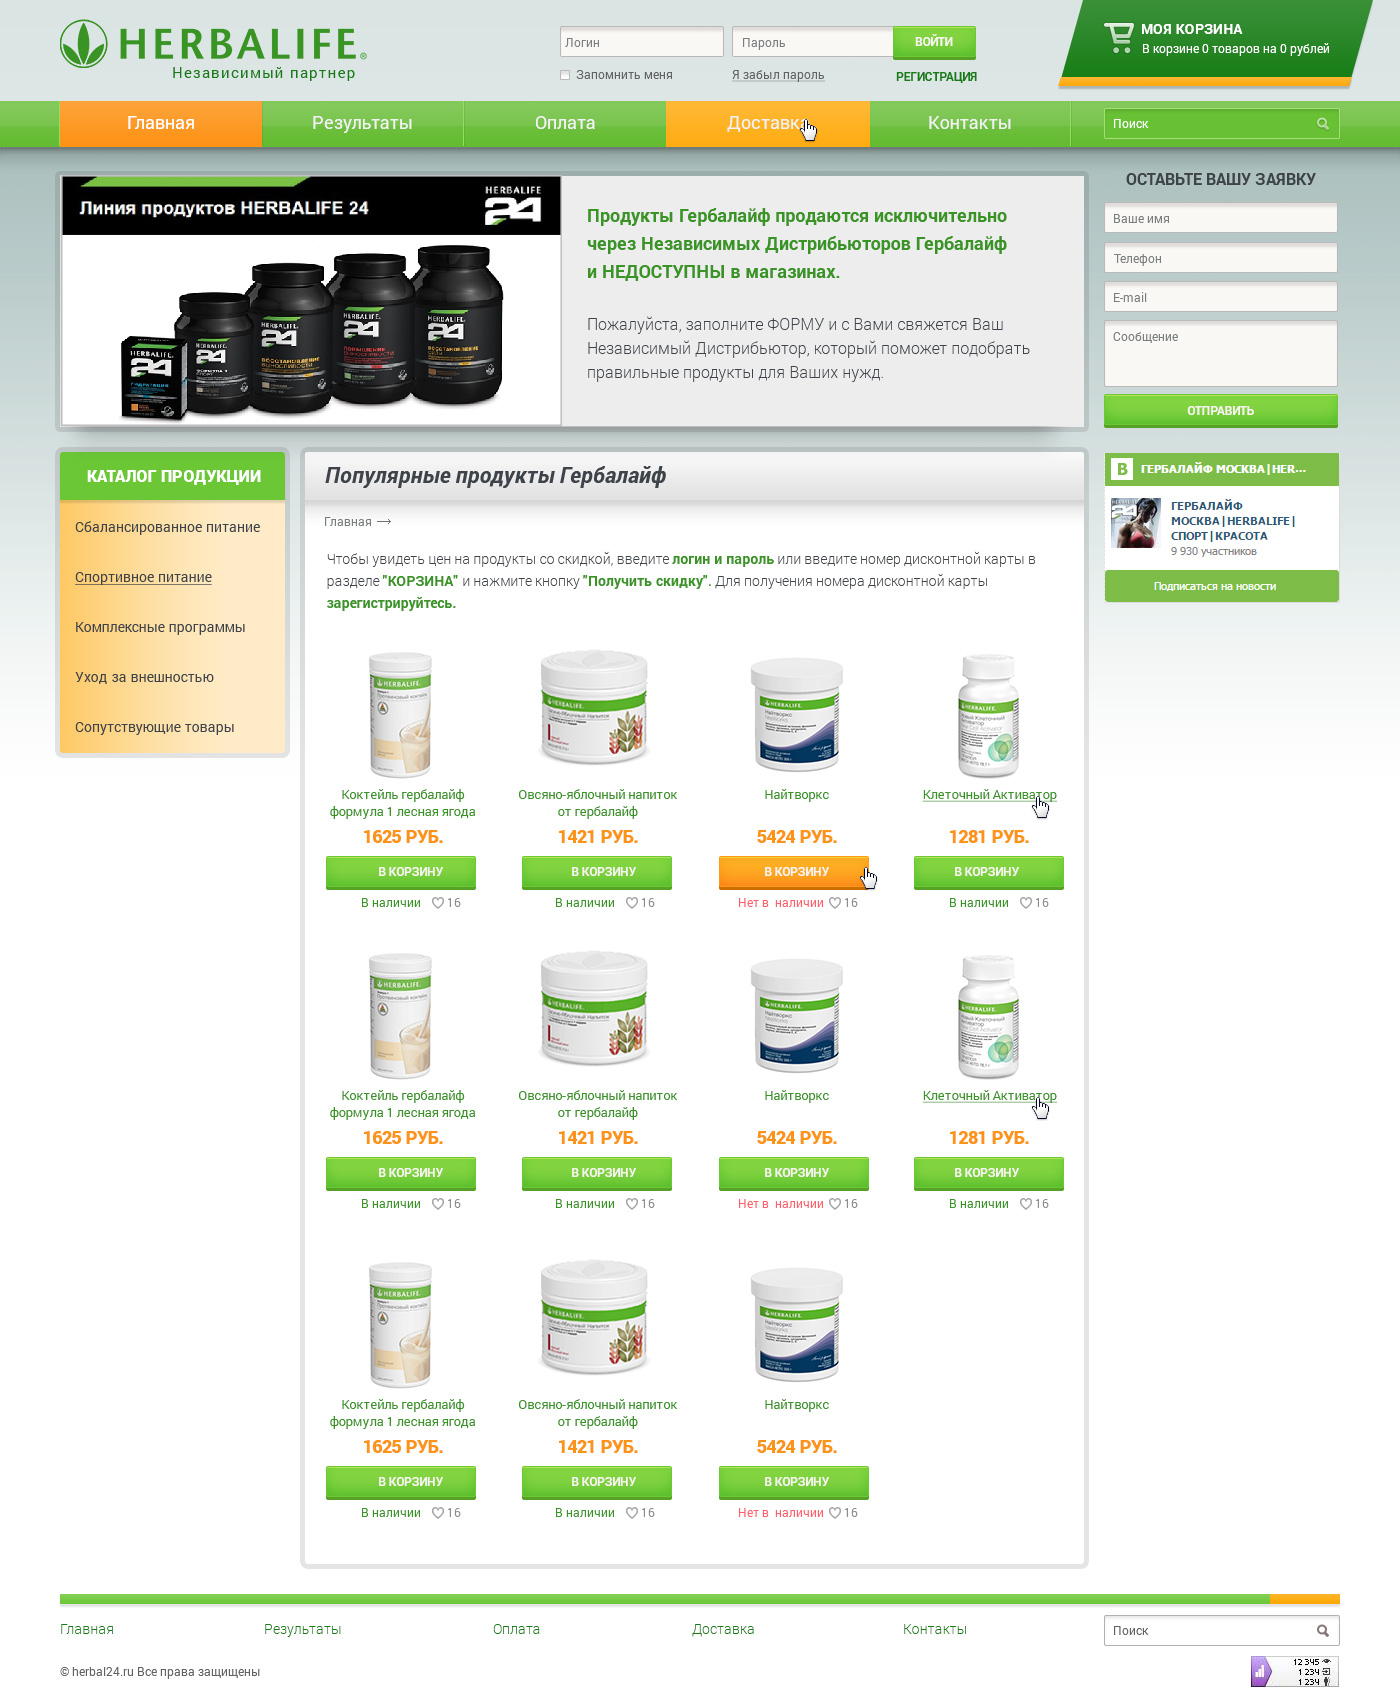 HERBALIFE
Независимый партнер
Логин
Пароль
ВОЙТИ
Запомнить меня
Я забыл пароль
РЕГИСТРАЦИЯ
МОЯ КОРЗИНА
В корзине 0 товаров на 0 рублей
Главная
Результаты
Оплата
Доставка
Контакты
Поиск
Линия продуктов HERBALIFE 24
HERBALIFE
24
Продукты Гербалайф продаются исключительно
через Независимых Дистрибьюторов Гербалайф
и НЕДОСТУПНЫ в магазинах.
Пожалуйста, заполните ФОРМУ и с Вами свяжется Ваш
Независимый Дистрибьютор, который поможет подобрать
правильные продукты для Ваших нужд.
ОСТАВЬТЕ ВАШУ ЗАЯВКУ
Ваше имя
Телефон
E-mail
Сообщение
ОТПРАВИТЬ
В ГЕРБАЛАЙФ МОСКВА|HER...
ГЕРБАЛАЙФ
МОСКВА|HERBALIFE|
СПОРТ|КРАСОТА
9 930 участников
Подписаться на новости
КАТАЛОГ ПРОДУКЦИИ
Сбалансированное питание
Спортивное питание
Комплексные программы
Уход за внешностью
Сопутствующие товары
Популярные продукты Гербалайф
Главная
Чтобы увидеть цен на продукты со скидкой, введите логин и пароль или введите номер дисконтной карты в
разделе "КОРЗИНА" и нажмите кнопку "Получить скидку". Для получения номера дисконтной карты
зарегистрируйтесь.
Коктейль гербалайф
формула 1 лесная ягода
1625 РУБ.
В КОРЗИНУ
В наличии 16
Овсяно-яблочный напиток
от гербалайф
1421 РУБ.
В КОРЗИНУ
В наличии 16
Найтворкс
5424 РУБ.
В КОРЗИНУ
Нет в наличии 16
Клеточный Активатор
1281 РУБ.
В КОРЗИНУ
В наличии 16
Коктейль гербалайф
формула 1 лесная ягода
1625 РУБ.
В КОРЗИНУ
В наличии 16
Овсяно-яблочный напиток
от гербалайф
1421 РУБ.
В КОРЗИНУ
В наличии 16
Найтворкс
5424 РУБ.
В КОРЗИНУ
Нет в наличии 16
Клеточный Активатор
1281 РУБ.
В КОРЗИНУ
В наличии 16
Коктейль гербалайф
формула 1 лесная ягода
1625 РУБ.
В КОРЗИНУ
В наличии 16
Овсяно-яблочный напиток
от гербалайф
1421 РУБ.
В КОРЗИНУ
В наличии 16
Найтворкс
5424 РУБ.
В КОРЗИНУ
Нет в наличии 16
Главная
Результаты
Оплата
Доставка
Контакты
Поиск
© herbal24.ru Все права защищены
12 345
1 234
1 234